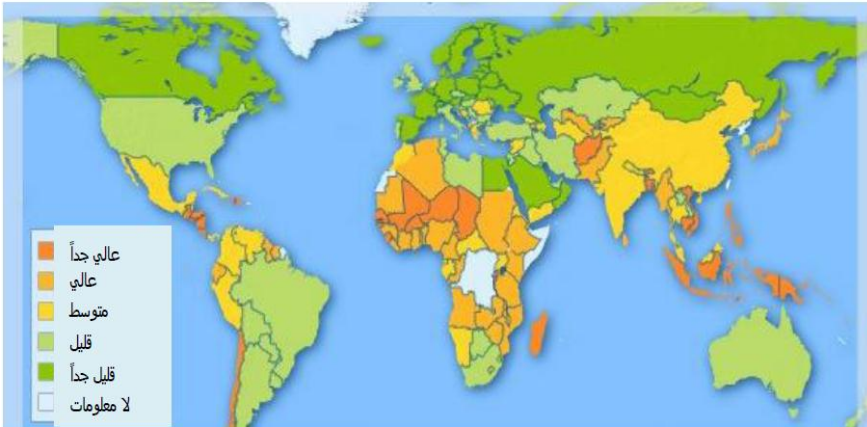 عالي جداً
عالي
متوسط
قليل
قليل جداً
لا معلومات